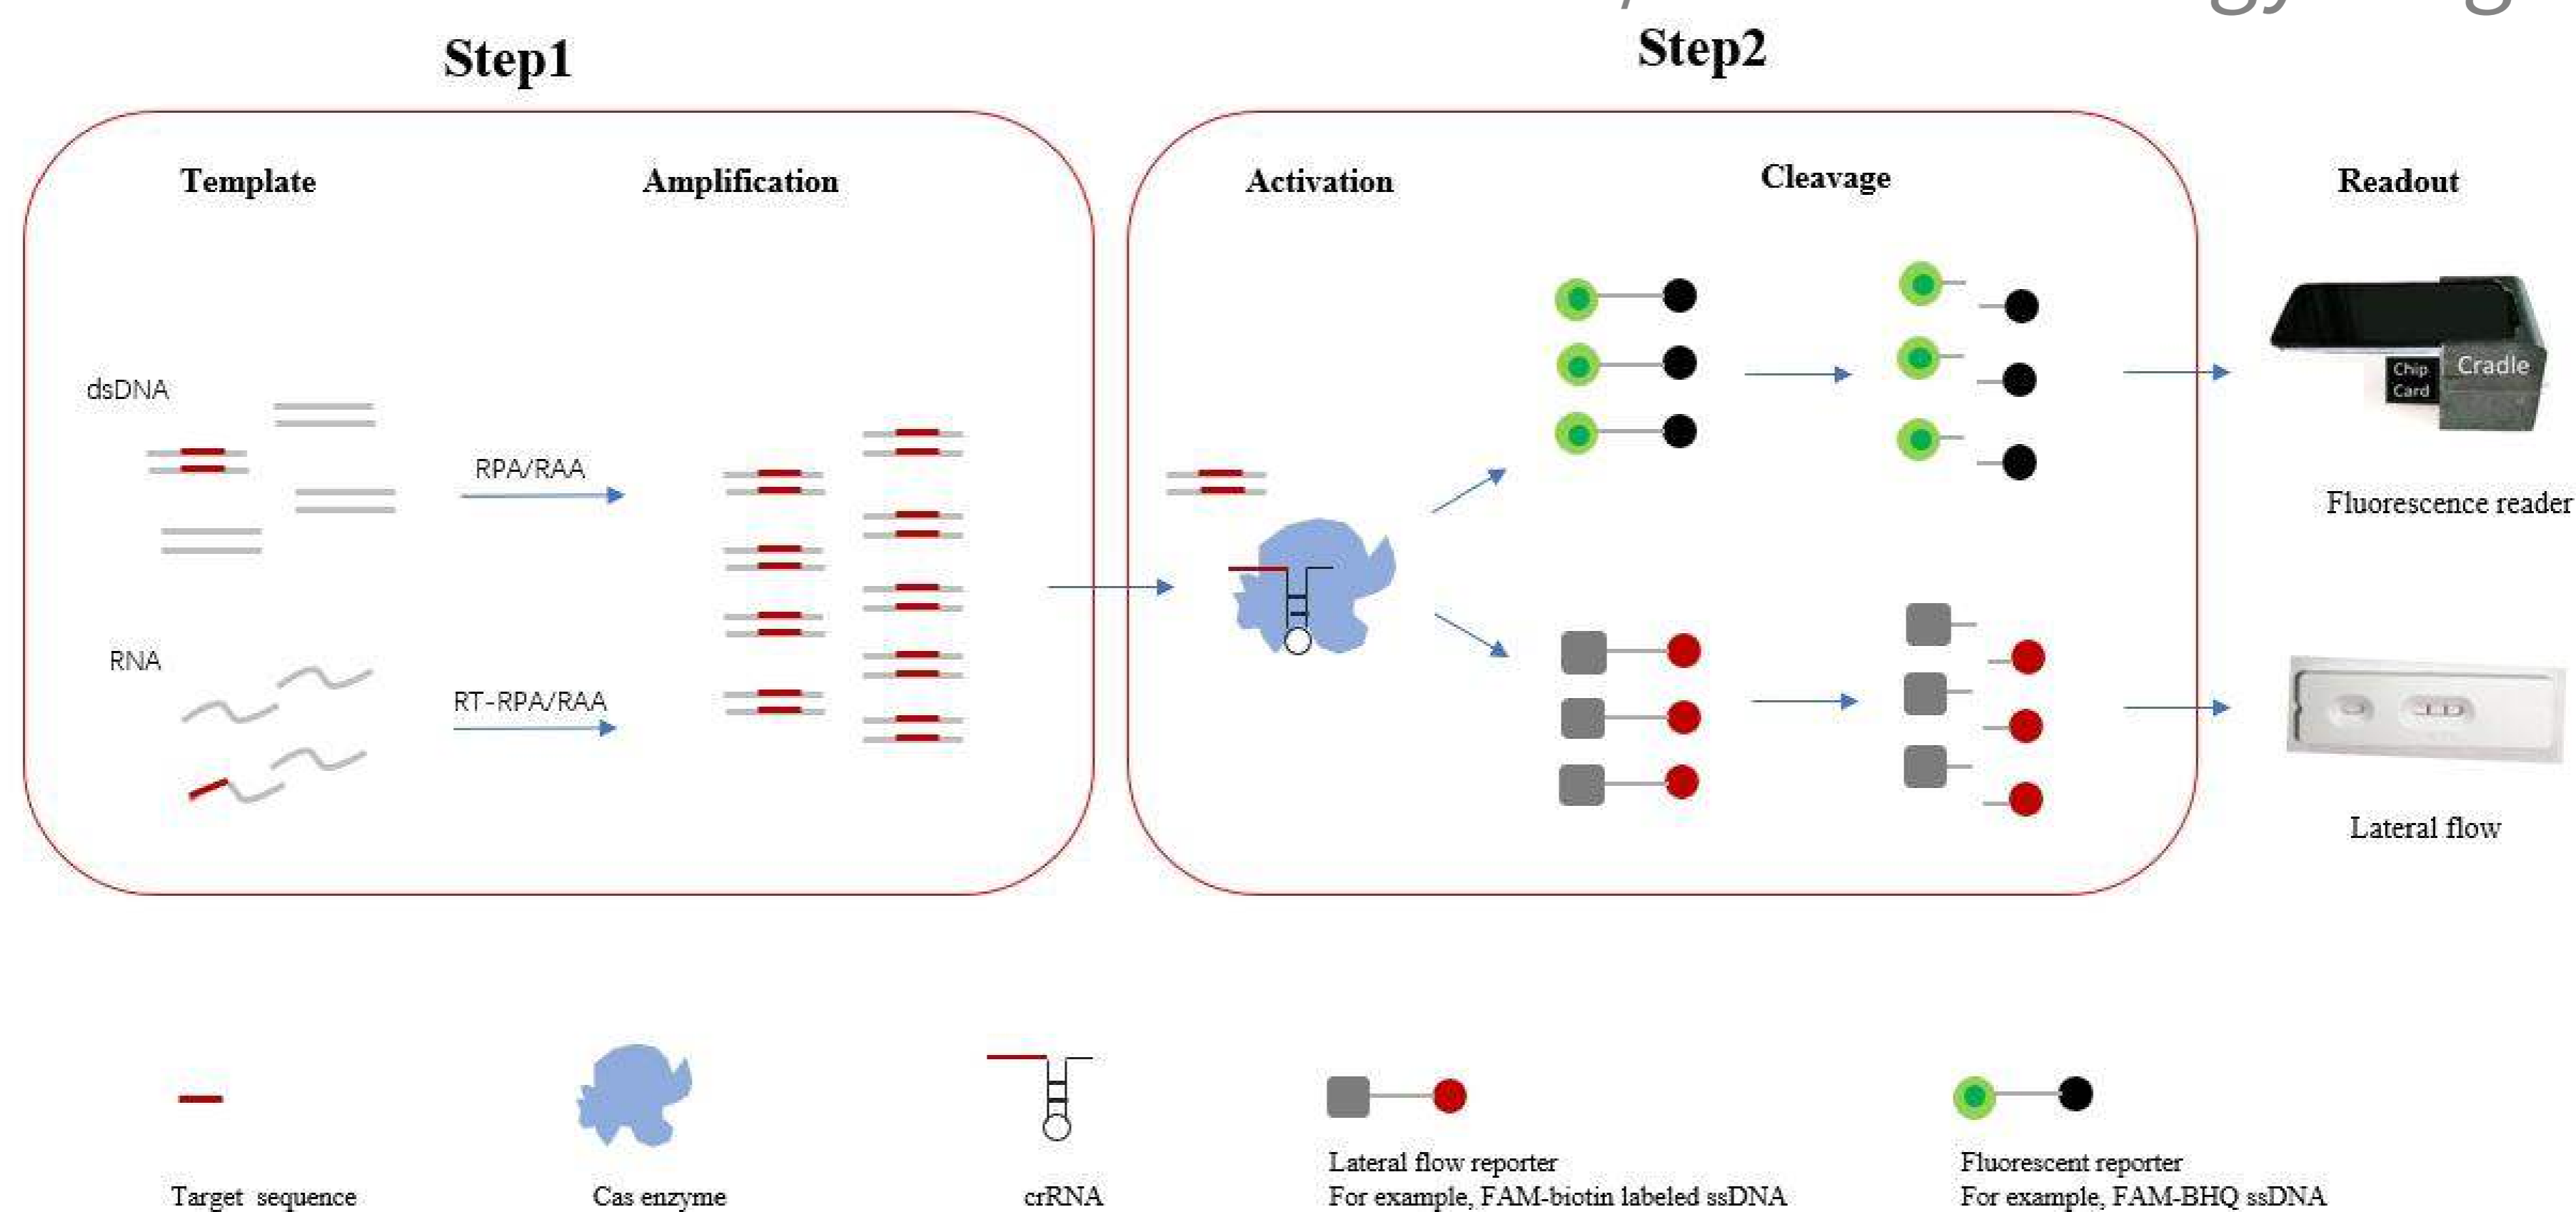 Step1
Step2
Template
Amplification
Activation
Cleavage
Readout
dsDNA
RPA/RAA
RNA
RT-RPA/RAA
Chip
Card
Cradle
Fluorescence reader
Lateral flow
Target sequence
Cas enzyme
crRNA
Lateral flow reporter
For example, FAM-biotin labeled ssDNA
Fluorescent reporter
For example, FAM-BHQ ssDNA